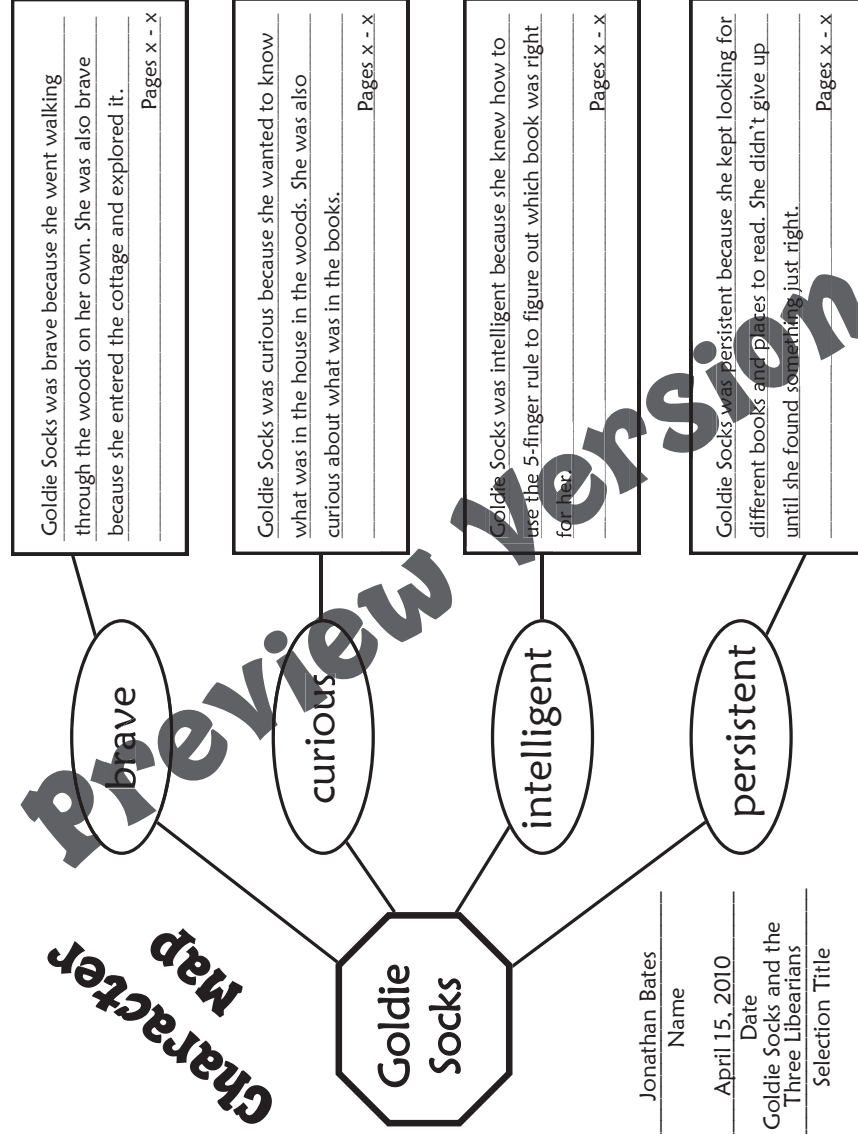 Character
Map
Goldie
Socks
brave
Goldie Socks was brave because she went walking
through the woods on her own. She was also brave
because she entered the cottage and explored it.
Pages x - x
curious
Goldie Socks was curious because she wanted to know
what was in the house in the woods. She was also
curious about what was in the books.
Pages x - x
intelligent
Goldie Socks was intelligent because she knew how to
use the 5-finger rule to figure out which book was right
for her.
Pages x - x
persistent
Goldie Socks was persistent because she kept looking for
different books and places to read. She didn't give up
until she found something just right.
Pages x - x
Jonathan Bates
Name
April 15, 2010
Date
Goldie Socks and the
Three Libearians
Selection Title
Preview Version